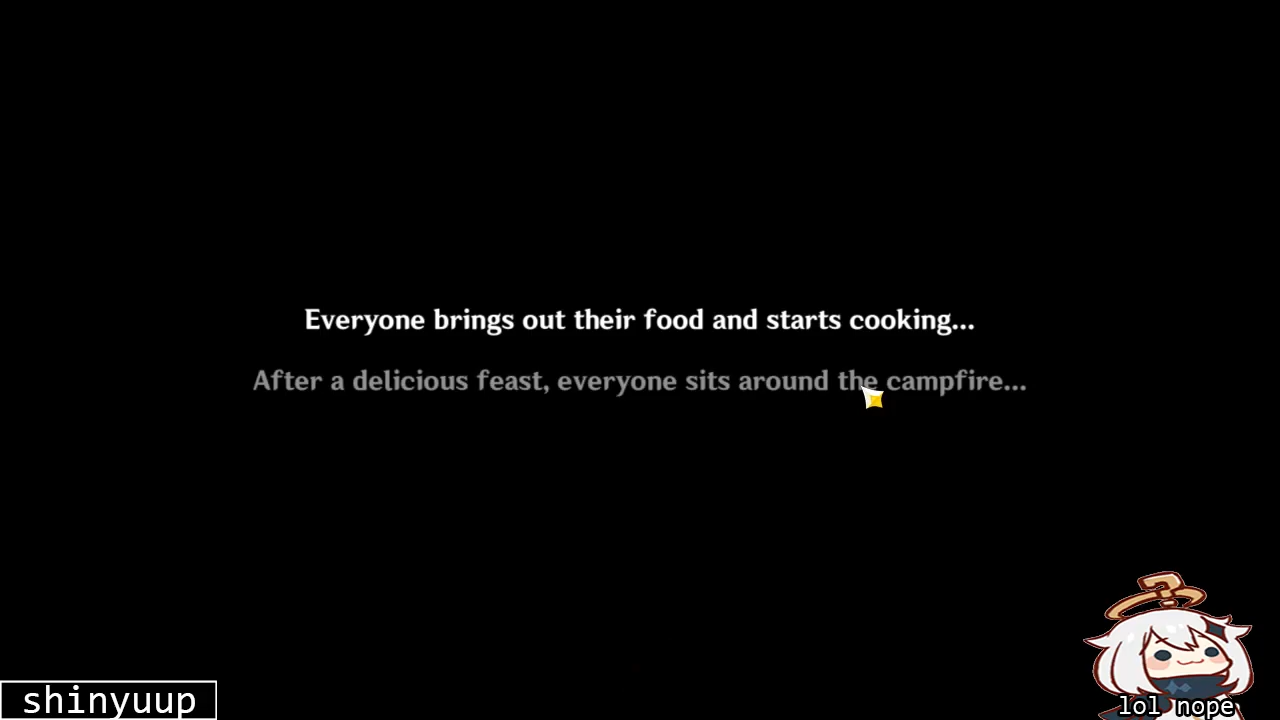 Everyone brings out their food and starts cooking...
After a delicious feast, everyone sits around the campfire...
shinyuup
lol nope